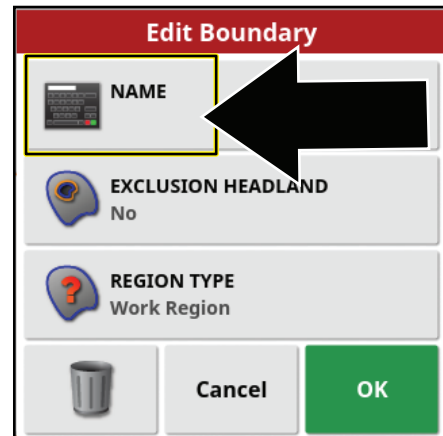 Edit Boundary
NAME
EXCLUSION HEADLAND
No
REGION TYPE
Work Region
Cancel
OK